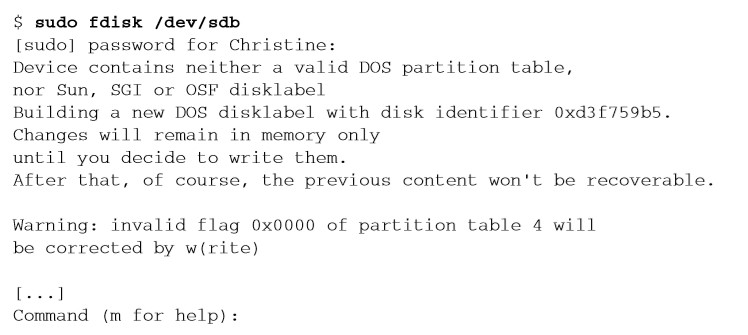 $ sudo fdisk /dev/sdb
[sudo] password for Christine:
Device contains neither a valid DOS partition table,
nor Sun, SGI or OSF disklabel
Building a new DOS disklabel with disk identifier 0xd3f759b5.
Changes will remain in memory only
until you decide to write them.
After that, of course, the previous content won't be recoverable.
Warning: invalid flag 0x0000 of partition table 4 will
be corrected by w(rite)
[...]
Command (m for help):